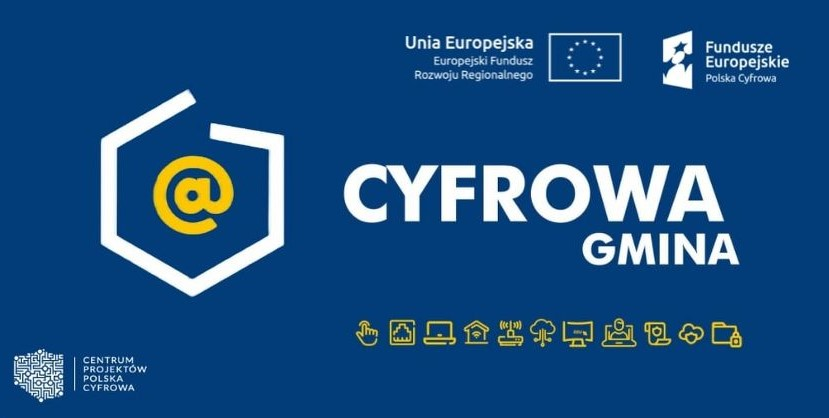 Unia Europejska
Europejski Fundusz
Rozwoju Regionalnego
Fundusze
Europejskie
Polska Cyfrowa
@
CYFROWA
GMINA
CENTRUM
PROJEKTÓW
POLSKA
CYFROWA